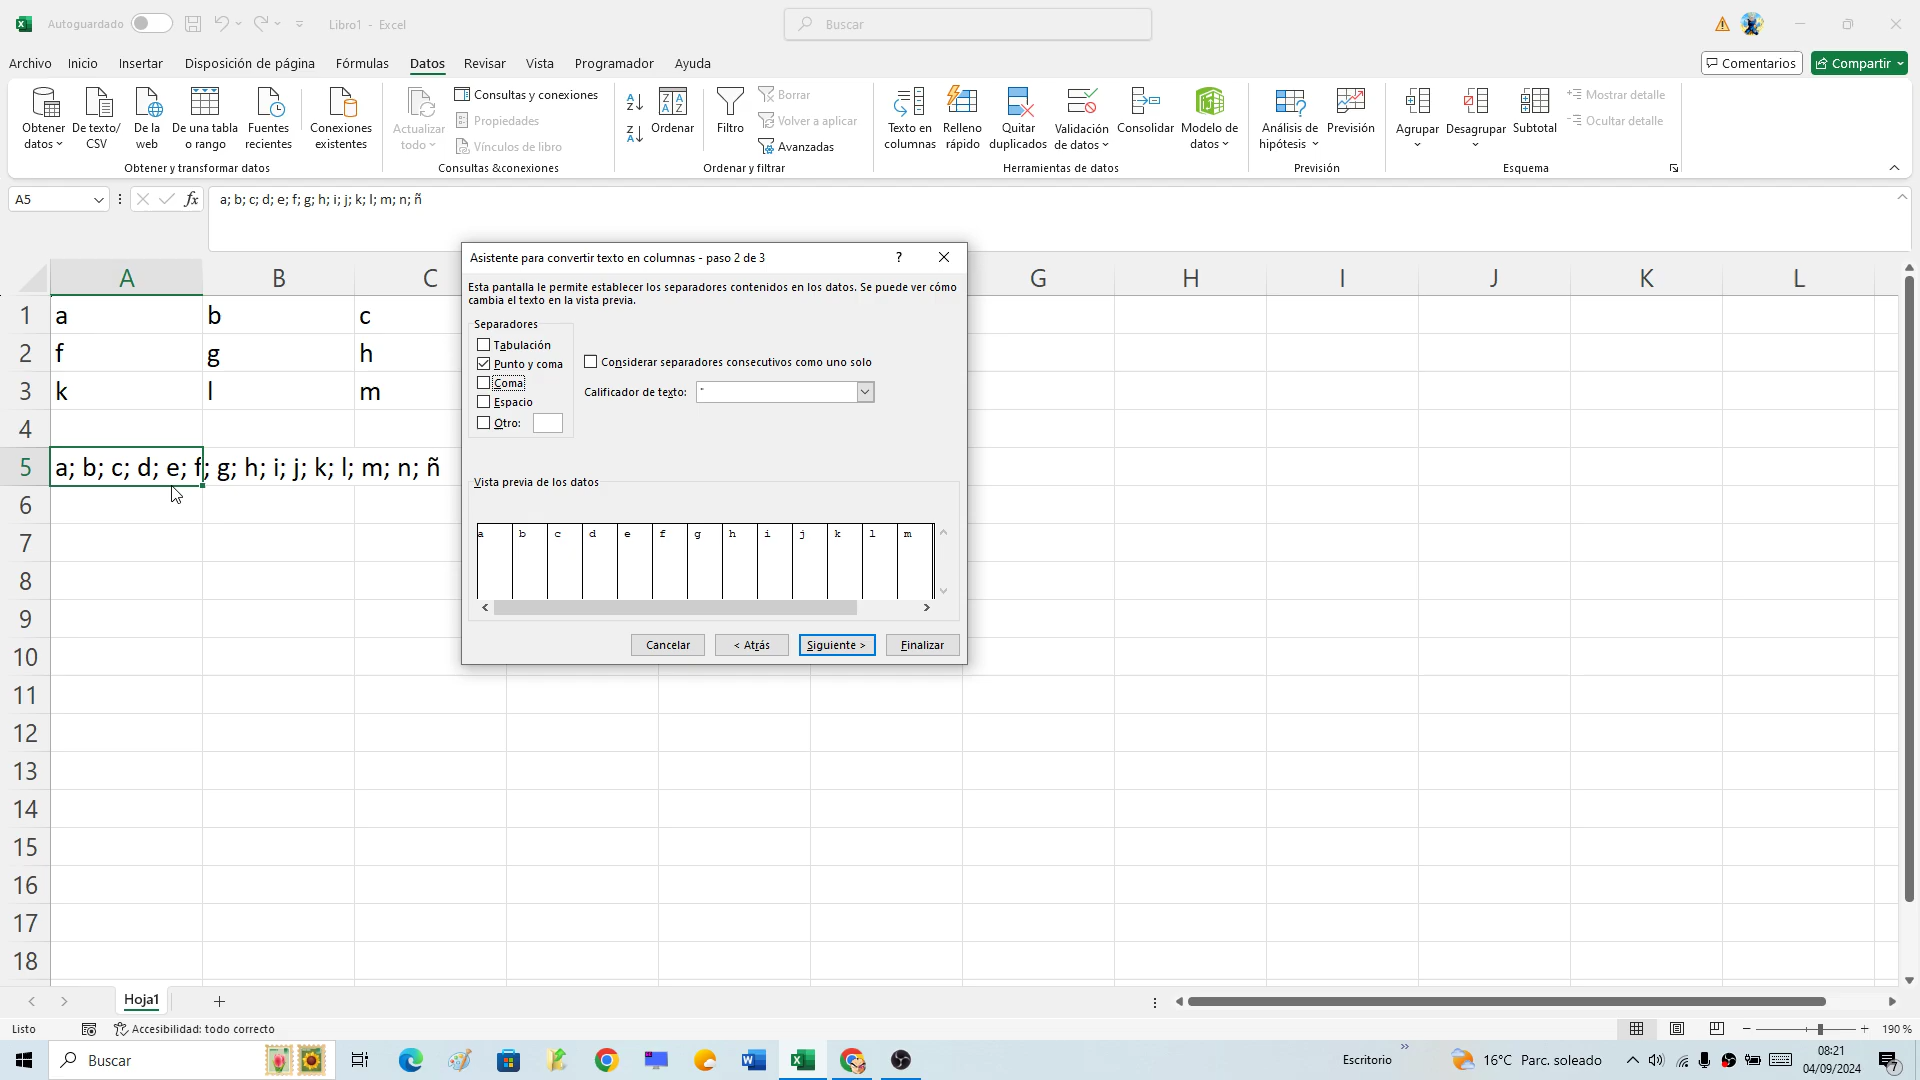 Autoguardado
Libro1 - Excel
Buscar
Archivo Inicio Insertar Disposición de página Fórmulas Datos Revisar Vista Programador Ayuda
Comentarios Compartir
Obtener datos
De texto/CSV
De la web
De una tabla o rango
Fuentes recientes
Conexiones existentes
Obtener y transformar datos
Actualizar todo
Consultas y conexiones
Propiedades
Vínculos de libro
Consultas &conexiones
A Z
Z A
Z A A Z
Ordenar
Filtro
Borrar
Volver a aplicar
Avanzadas
Ordenar y filtrar
Texto en columnas
Relleno rápido
Quitar duplicados
Validación de datos
Consolidar
Modelo de datos
Herramientas de datos
Análisis de hipótesis
Previsión
Previsión
Agrupar
Desagrupar
Subtotal
Mostrar detalle
Ocultar detalle
Esquema
A5
fx
a; b; c; d; e; f; g; h; i; j; k; l; m; n; ñ
A B C G H I J K L
1 a b c
2 f g h
3 k l m
4
5 a; b; c; d; e; f; g; h; i; j; k; l; m; n; ñ
6
7
8
9
10
11
12
13
14
15
16
17
18
Asistente para convertir texto en columnas - paso 2 de 3
?
Esta pantalla le permite establecer los separadores contenidos en los datos. Se puede ver cómo
cambia el texto en la vista previa.
Separadores
Tabulación
Punto y coma
Coma
Espacio
Otro:
Considerar separadores consecutivos como uno solo
Calificador de texto: "
Vista previa de los datos
a b c d e f g h i j k l m
Cancelar < Atrás Siguiente > Finalizar
Hoja1
Listo
Accesibilidad: todo correcto
190 %
Buscar
Escritorio
16°C Parc. soleado
08:21
04/09/2024
7